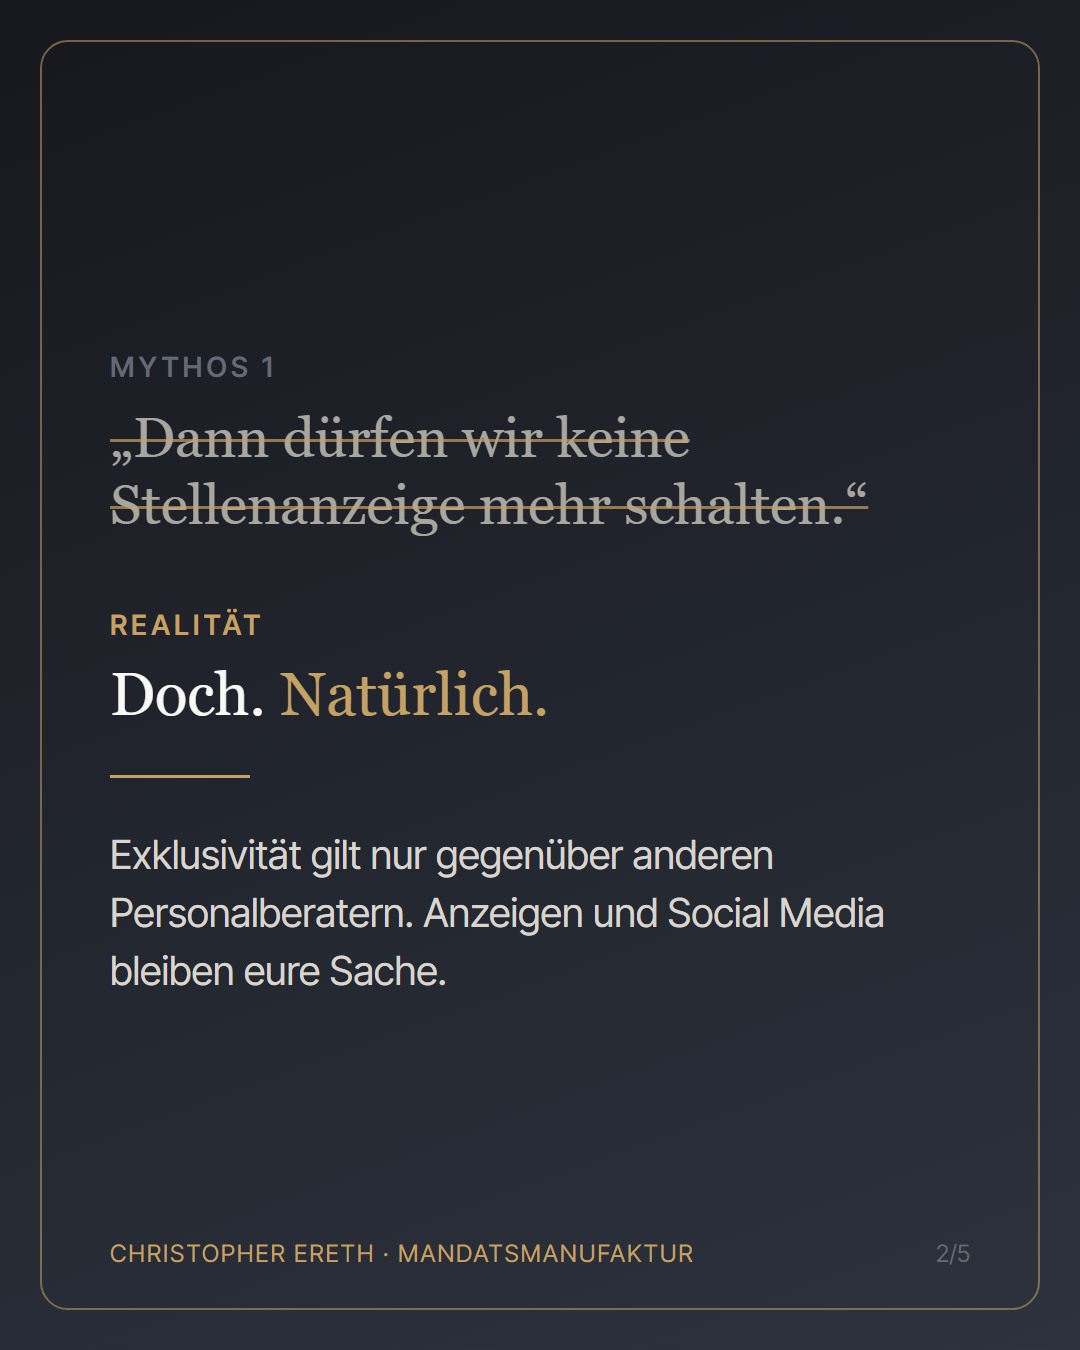 MYTHOS 1
„Dann dürfen wir keine
Stellenanzeige mehr schalten.“
REALITÄT
Doch. Natürlich.
Exklusivität gilt nur gegenüber anderen
Personalberatern. Anzeigen und Social Media
bleiben eure Sache.
CHRISTOPHER ERETH · MANDATSMANUFAKTUR
2/5